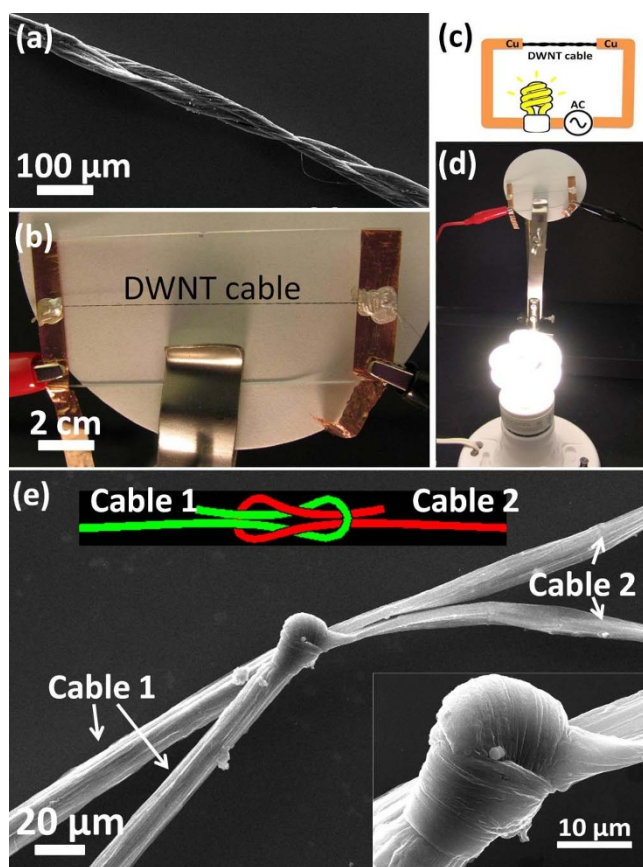 (a)
100 μm
(b)
DWNT cable
2 cm
(c)
Cu
Cu
DWNT cable
AC
(d)
(e)
Cable 1
Cable 2
Cable 2
Cable 1
20 μm
10 μm